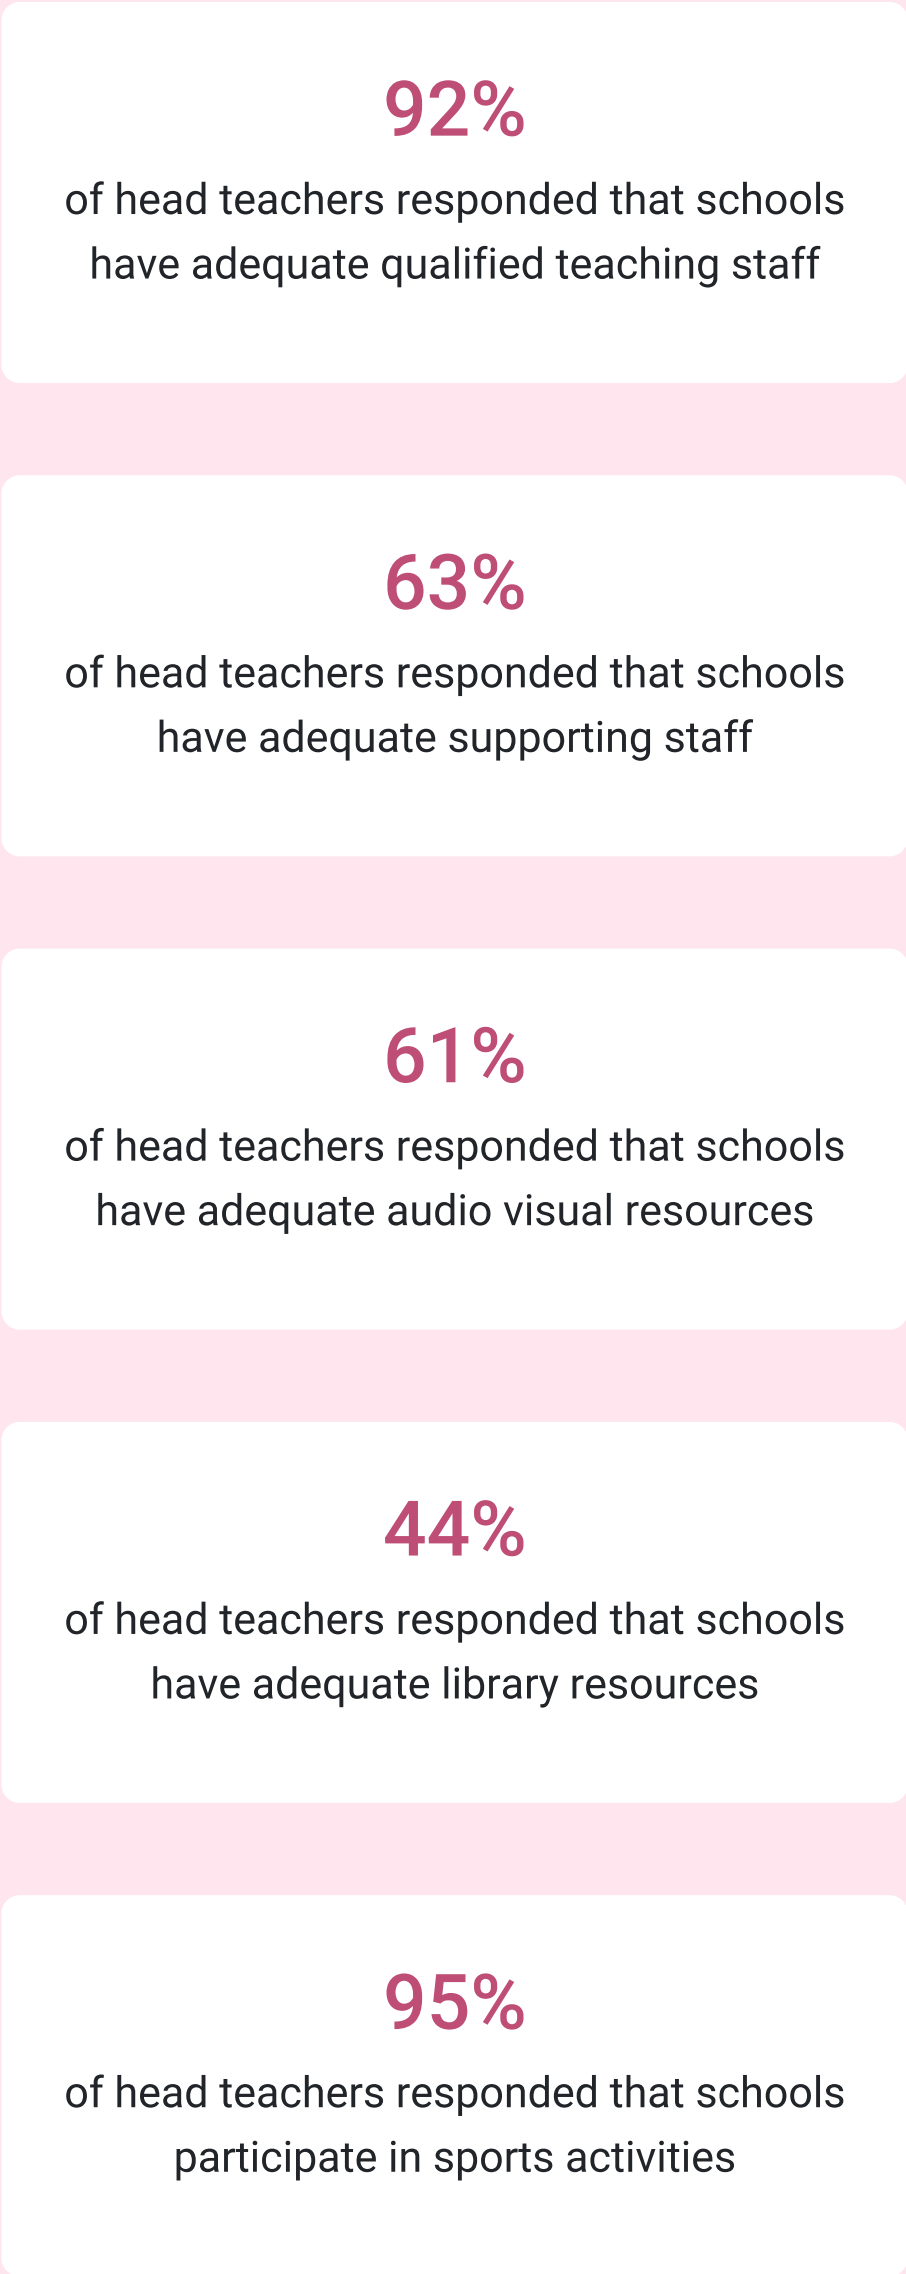 92%
of head teachers responded that schools
have adequate qualified teaching staff
63%
of head teachers responded that schools
have adequate supporting staff
61%
of head teachers responded that schools
have adequate audio visual resources
44%
of head teachers responded that schools
have adequate library resources
95%
of head teachers responded that schools
participate in sports activities